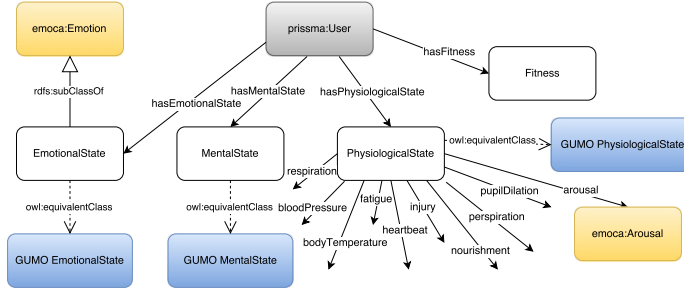 emoca:Emotion
prissma:User
hasFitness
Fitness
rdfs:subClassOf
hasEmotionalState
hasMentalState
hasPhysiologicalState
EmotionalState
MentalState
PhysiologicalState
owl:equivalentClass
GUMO PhysiologicalState
respiration
pupilDilation
arousal
owl:equivalentClass
owl:equivalentClass
bloodPressure
fatigue
injury
perspiration
emoca:Arousal
bodyTemperature
heartbeat
nourishment
GUMO EmotionalState
GUMO MentalState